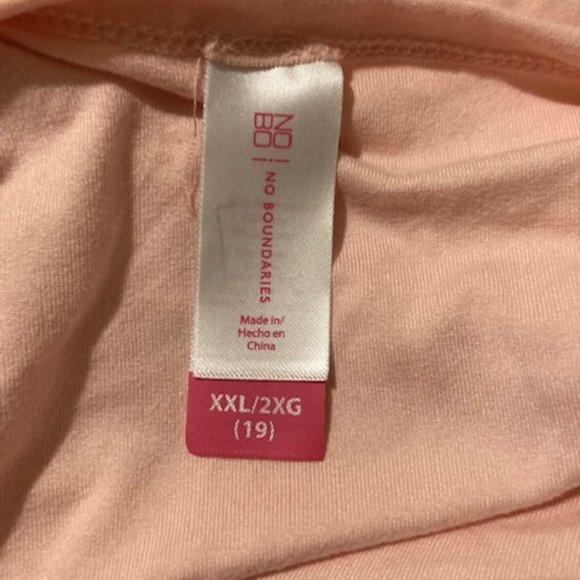 NO
BO
NO BOUNDARIES
Made in/
Hecho en
China
XXL/2XG
(19)